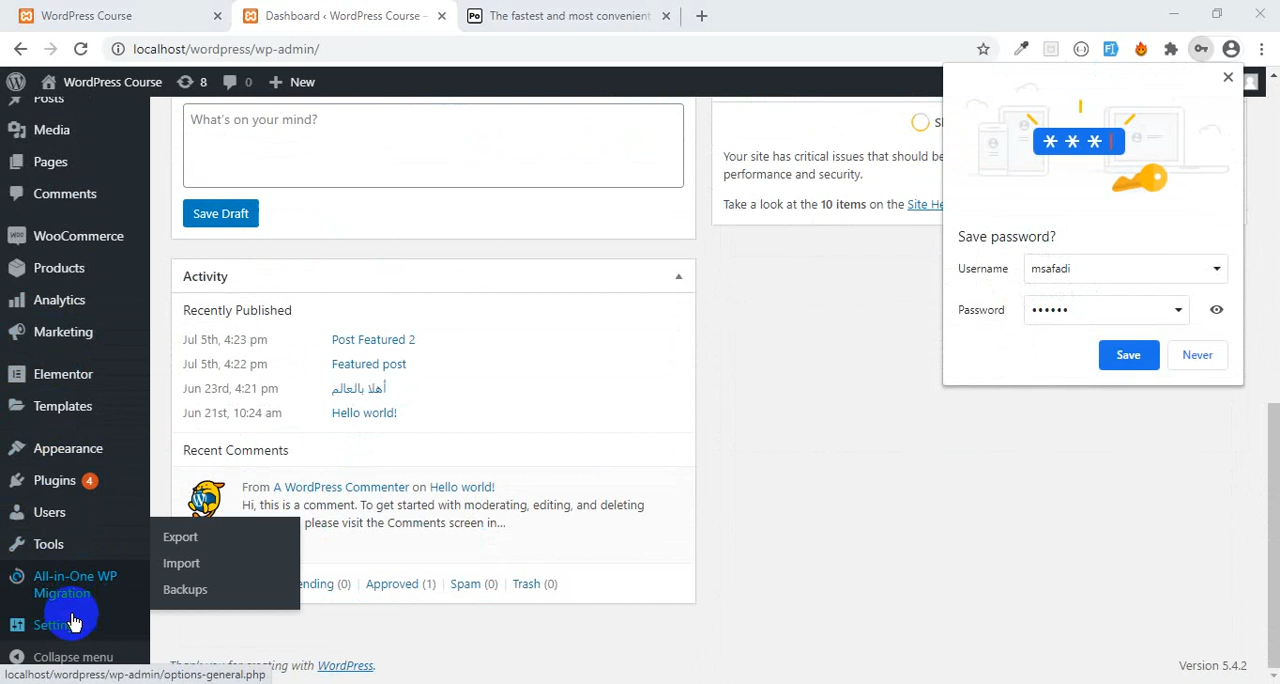 WordPress Course
Dashboard ‹ WordPress Course –
The fastest and most convenient
localhost/wordpress/wp-admin/
WordPress Course
8
0
New
Posts
Media
Pages
Comments
WooCommerce
Products
Analytics
Marketing
Elementor
Templates
Appearance
Plugins 4
Users
Tools
All-in-One WP
Migration
Collapse menu
Export
Import
Backups
What's on your mind?
Save Draft
Activity
Recently Published
Jul 5th, 4:23 pm Post Featured 2
Jul 5th, 4:22 pm Featured post
Jun 23rd, 4:21 pm أهلا بالعالم
Jun 21st, 10:24 am Hello world!
Recent Comments
From A WordPress Commenter on Hello world!
Hi, this is a comment. To get started with moderating, editing, and deleting
please visit the Comments screen in...
(0) Approved (1) Spam (0) Trash (0)
Your site has critical issues that should be
performance and security.
Take a look at the 10 items on the Site
Save password?
Username msafadi
Password ••••••
Save Never
Thank you for creating with WordPress.
Version 5.4.2
localhost/wordpress/wp-admin/options-general.php